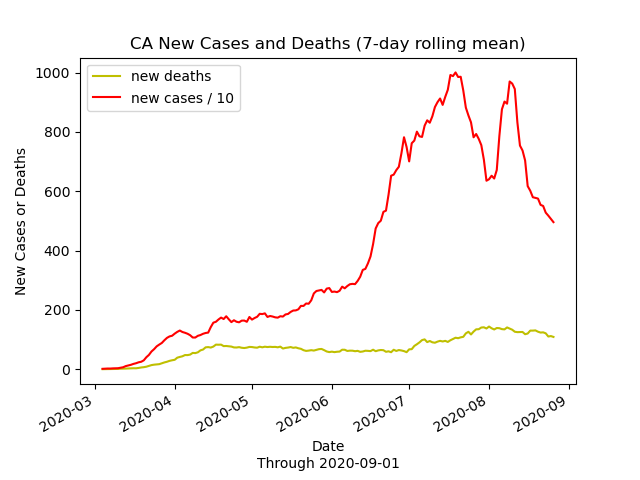 CA New Cases and Deaths (7-day rolling mean)
new deaths
new cases / 10
1000
800
600
400
200
0
New Cases or Deaths
2020-03
2020-04
2020-05
2020-06
2020-07
2020-08
2020-09
Date
Through 2020-09-01